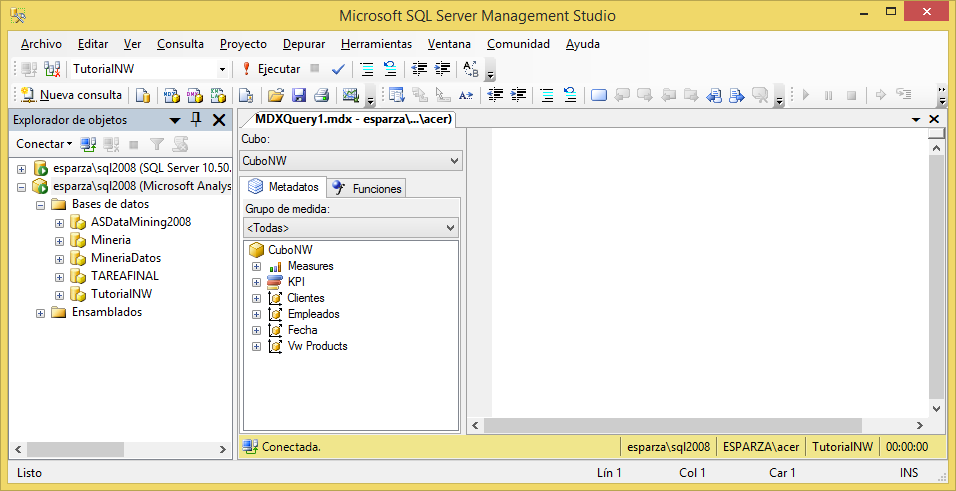 Microsoft SQL Server Management Studio
Archivo Editar Ver Consulta Proyecto Depurar Herramientas Ventana Comunidad Ayuda
TutorialNW Ejecutar
Nueva consulta
Explorador de objetos
Conectar
esparza\sql2008 (SQL Server 10.50.
esparza\sql2008 (Microsoft Analys
Bases de datos
ASDataMining2008
Mineria
MineriaDatos
TAREAFINAL
TutorialNW
Ensamblados
MDXQuery1.mdx - esparza\...\acer)
Cubo:
CuboNW
Metadatos Funciones
Grupo de medida:
<Todas>
CuboNW
Measures
KPI
Clientes
Empleados
Fecha
Vw Products
Conectada. esparza\sql2008 ESPARZA\acer TutorialNW 00:00:00
Listo Lín 1 Col 1 Car 1 INS